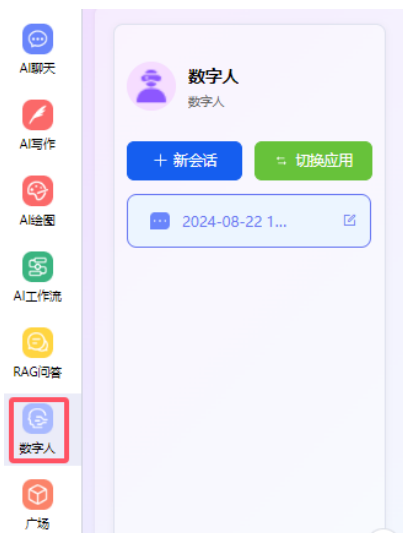 AI聊天
AI写作
AI绘图
AI工作流
RAG问答
数字人
广场
数字人
数字人
新会话
切换应用
2024-08-22 1...